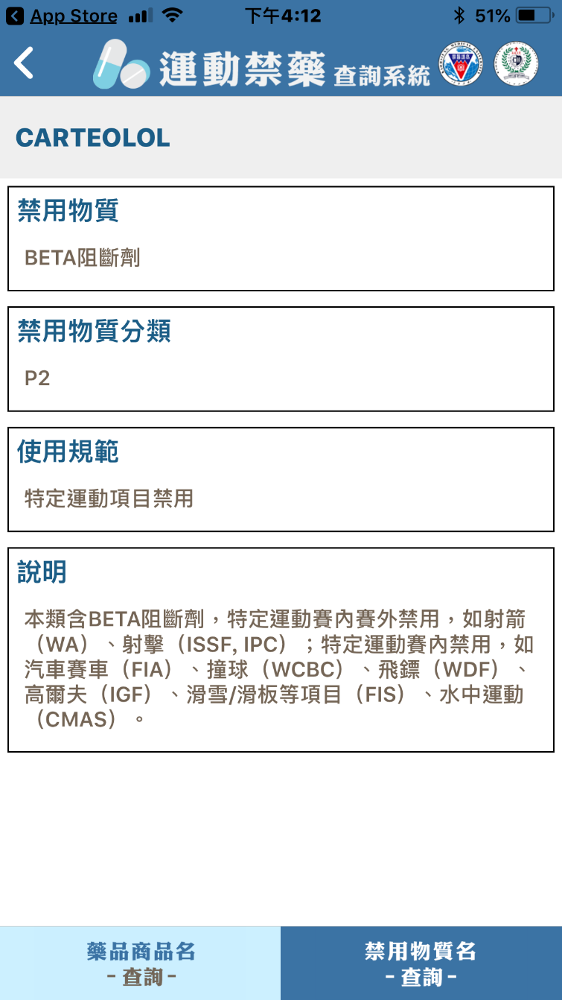 App Store 下午4:12 51%
運動禁藥 查詢系統
CARTEOLOL
禁用物質
BETA阻斷劑
禁用物質分類
P2
使用規範
特定運動項目禁用
說明
本類含BETA阻斷劑，特定運動賽內賽外禁用，如射箭
（WA）、射擊（ISSF, IPC）；特定運動賽內禁用，如
汽車賽車（FIA）、撞球（WCBC）、飛鏢（WDF）、
高爾夫（IGF）、滑雪/滑板等項目（FIS）、水中運動
（CMAS）。
藥品商品名
- 查詢 -
禁用物質名
- 查詢 -